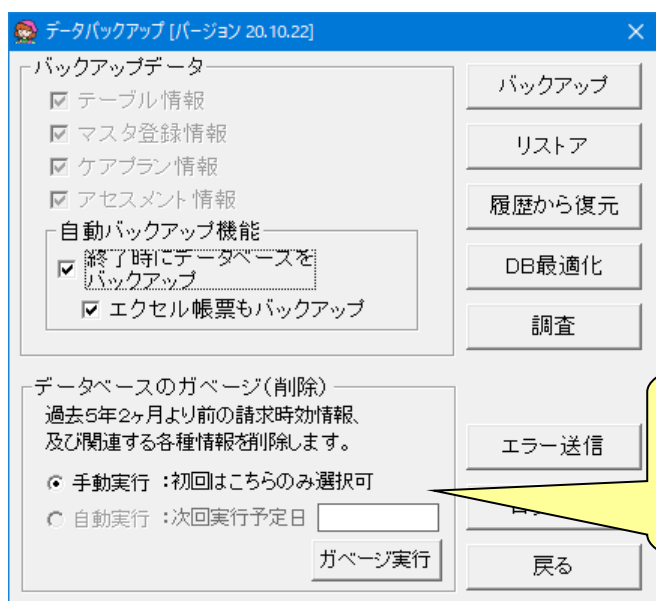 データバックアップ [バージョン 20.10.22]
バックアップデータ
テーブル情報
マスタ登録情報
ケアプラン情報
アセスメント情報
自動バックアップ機能
終了時にデータベースを
バックアップ
エクセル帳票もバックアップ
バックアップ
リストア
履歴から復元
DB最適化
調査
データベースのガベージ(削除)
過去5年2ヶ月より前の請求時効情報、
及び関連する各種情報を削除します。
手動実行 :初回はこちらのみ選択可
自動実行 :次回実行予定日
ガベージ実行
エラー送信
戻る